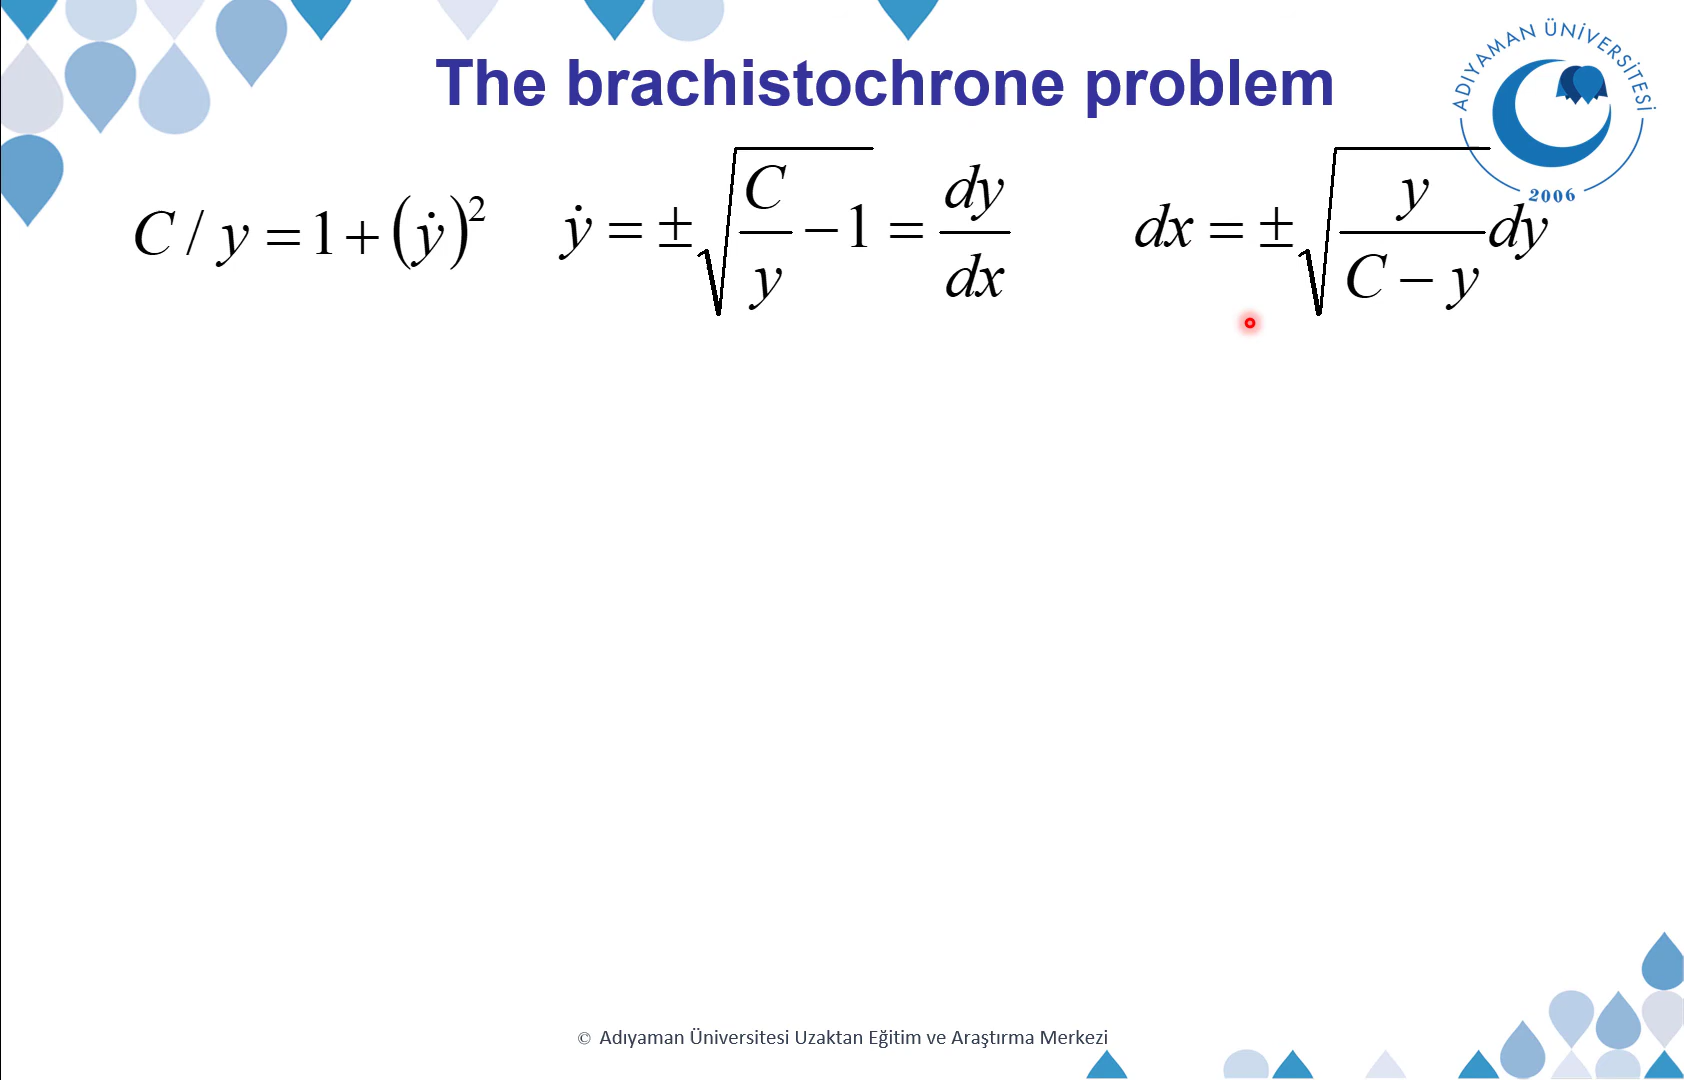 The brachistochrone problem
ADIYAMAN ÜNİVERSİTESİ
2006
C / y = 1 + (ẏ)² ẏ = ±√(C/y − 1) = dy/dx dx = ±√(y/(C − y)) dy
© Adıyaman Üniversitesi Uzaktan Eğitim ve Araştırma Merkezi